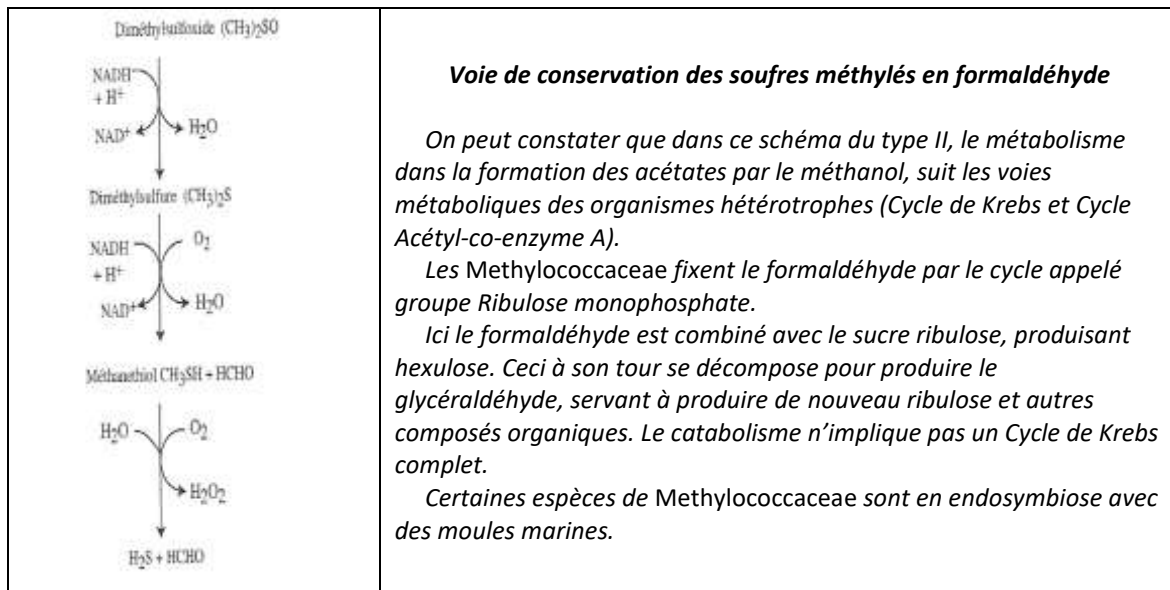 Diméthylsulfoxide (CH3)2SO
NADH
+ H+
NAD+
H2O
Diméthylsulfure (CH3)2S
NADH
+ H+
O2
NAD+
H2O
Méthanethiol CH3SH + HCHO
H2O
O2
H2O2
H2S + HCHO
Voie de conservation des soufres méthylés en formaldéhyde
On peut constater que dans ce schéma du type II, le métabolisme
dans la formation des acétates par le méthanol, suit les voies
métaboliques des organismes hétérotrophes (Cycle de Krebs et Cycle
Acétyl-co-enzyme A).
Les Methylococcaceae fixent le formaldéhyde par le cycle appelé
groupe Ribulose monophosphate.
Ici le formaldéhyde est combiné avec le sucre ribulose, produisant
hexulose. Ceci à son tour se décompose pour produire le
glycéraldéhyde, servant à produire de nouveau ribulose et autres
composés organiques. Le catabolisme n’implique pas un Cycle de Krebs
complet.
Certaines espèces de Methylococcaceae sont en endosymbiose avec
des moules marines.